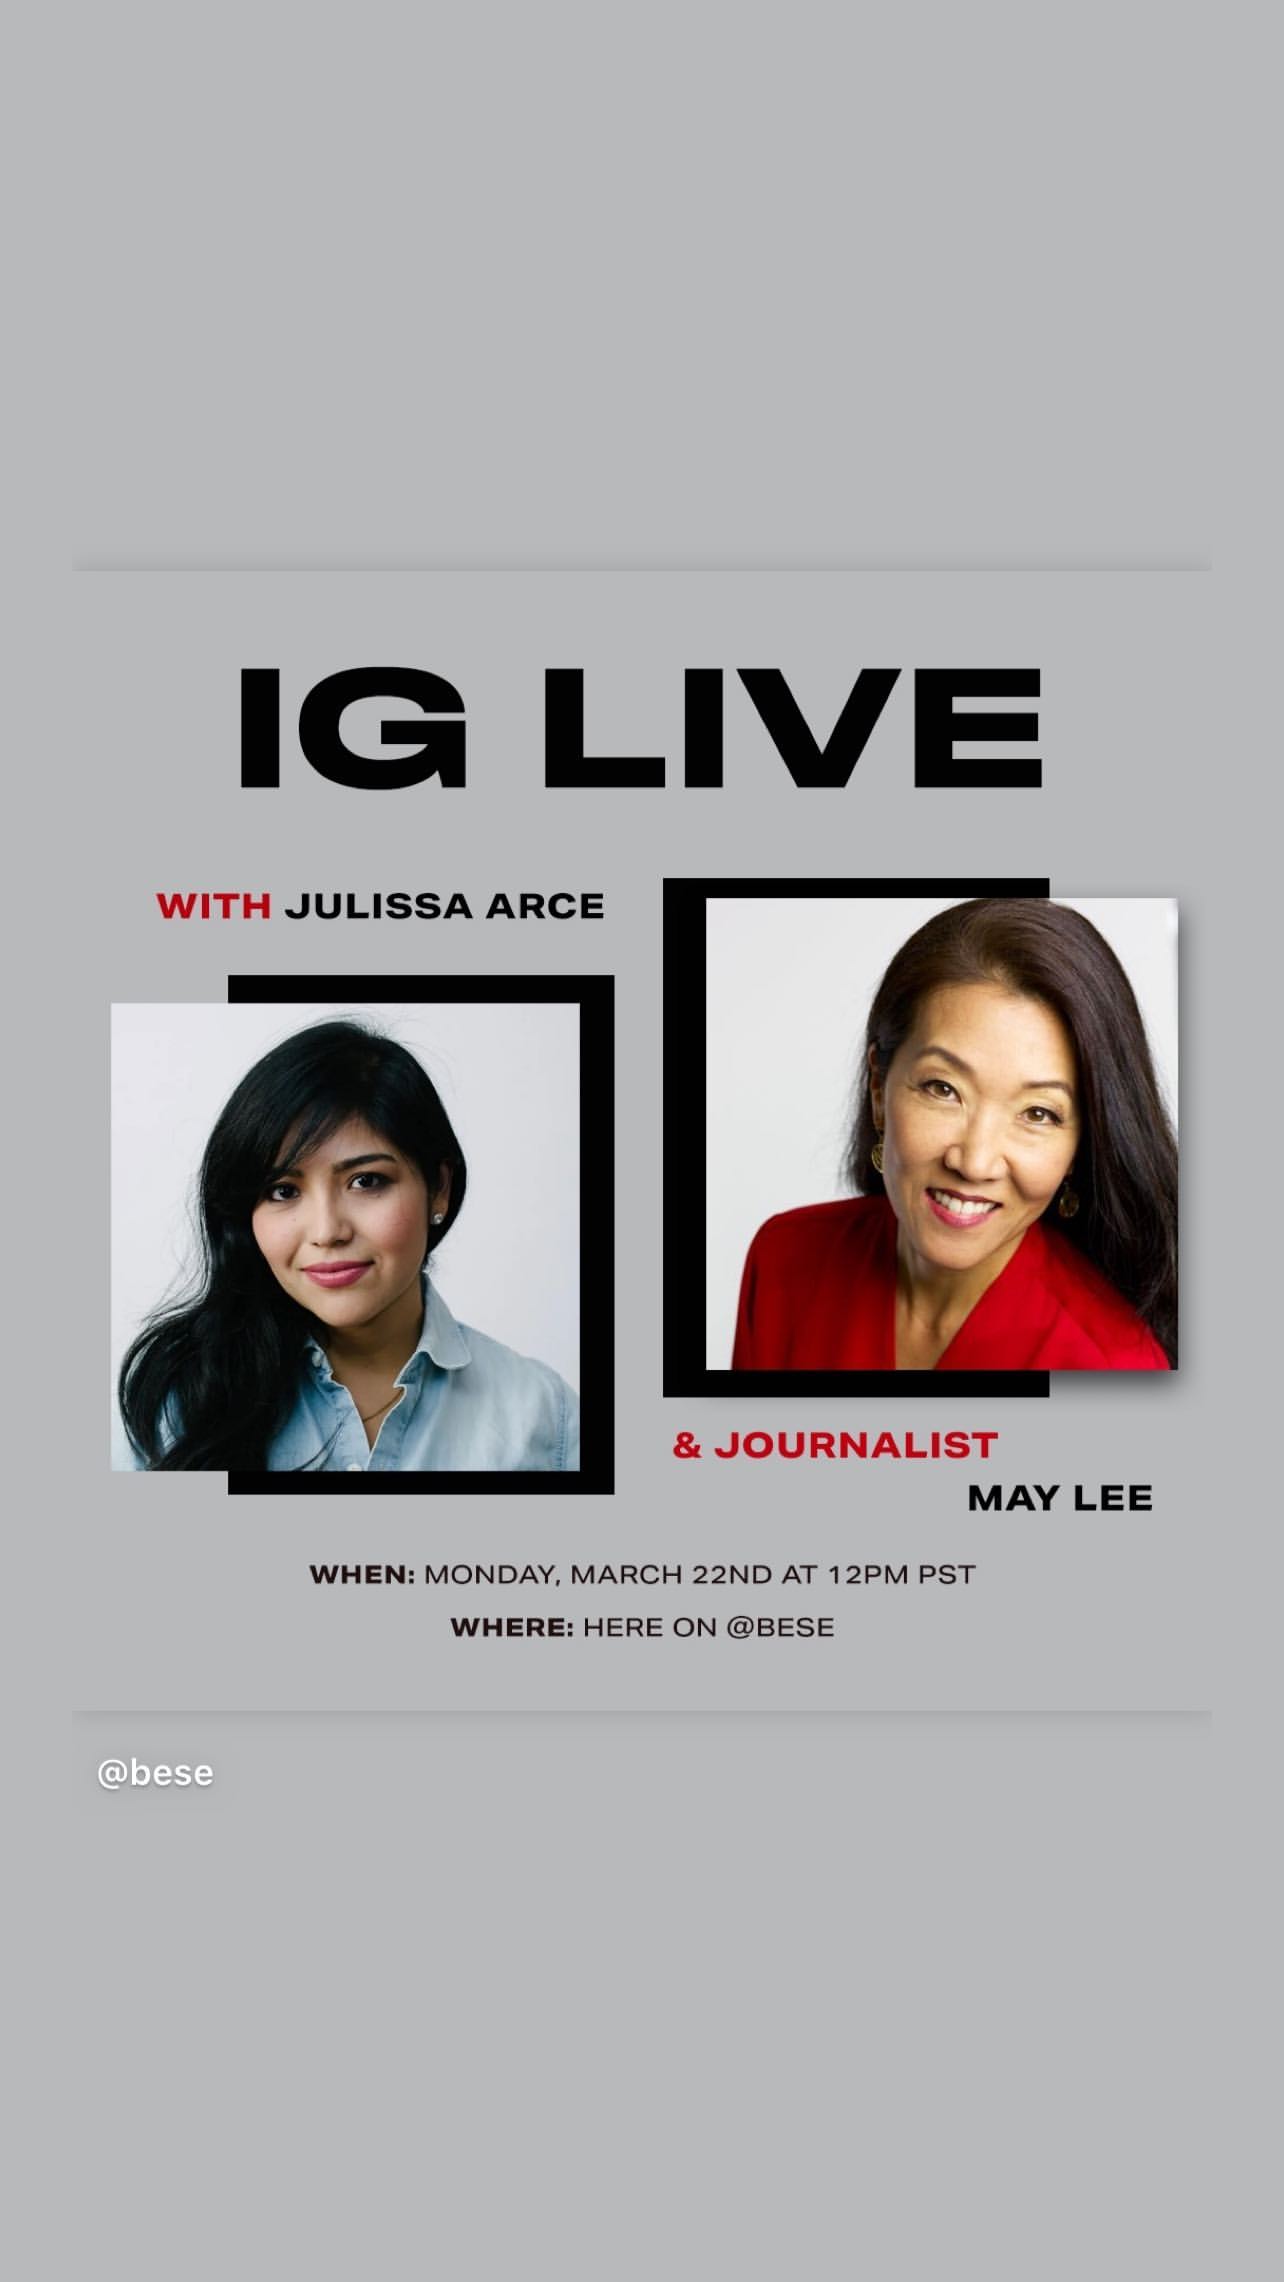 IG LIVE
WITH JULISSA ARCE
& JOURNALIST
MAY LEE
WHEN: MONDAY, MARCH 22ND AT 12PM PST
WHERE: HERE ON @BESE
@bese